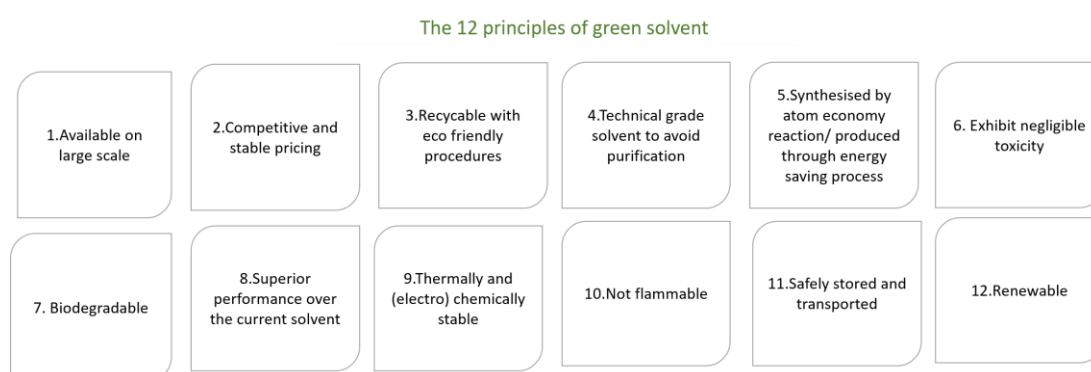 The 12 principles of green solvent
1.Available on
large scale
2.Competitive and
stable pricing
3.Recycable with
eco friendly
procedures
4.Technical grade
solvent to avoid
purification
5.Synthesised by
atom economy
reaction/ produced
through energy
saving process
6. Exhibit negligible
toxicity
7. Biodegradable
8.Superior
performance over
the current solvent
9.Thermally and
(electro) chemically
stable
10.Not flammable
11.Safely stored and
transported
12.Renewable